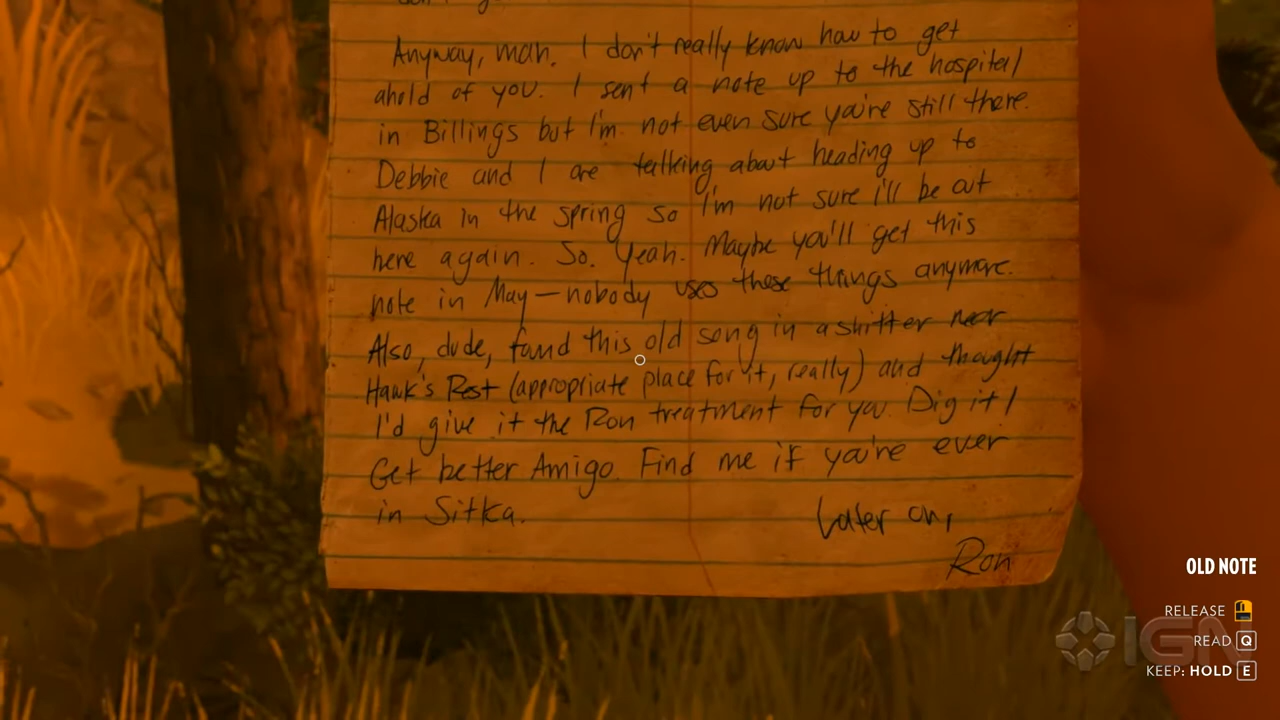 Anyway, man. I don't really know how to get
ahold of you. I sent a note up to the hospital
in Billings but I'm not even sure you're still there.
Debbie and I are talking about heading up to
Alaska in the spring so I'm not sure I'll be out
here again. So. Yeah. Maybe you'll get this
note in May—nobody uses these things anymore.
Also, dude, found this old song in a shitter near
Hawk's Rest (appropriate place for it, really) and thought
I'd give it the Ron treatment for you. Dig it!
Get better Amigo. Find me if you're ever
in Sitka.
Later on,
Ron
OLD NOTE
RELEASE
READ Q
KEEP: HOLD E
IGN